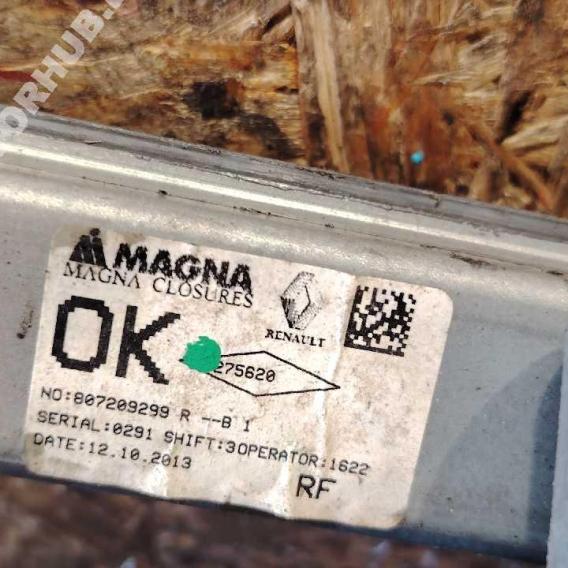 ORHUB.
MAGNA
MAGNA CLOSURES
RENAULT
OK
275620
NO:807209299 R --B 1
SERIAL:0291 SHIFT:3OPERATOR:1622
DATE:12.10.2013
RF